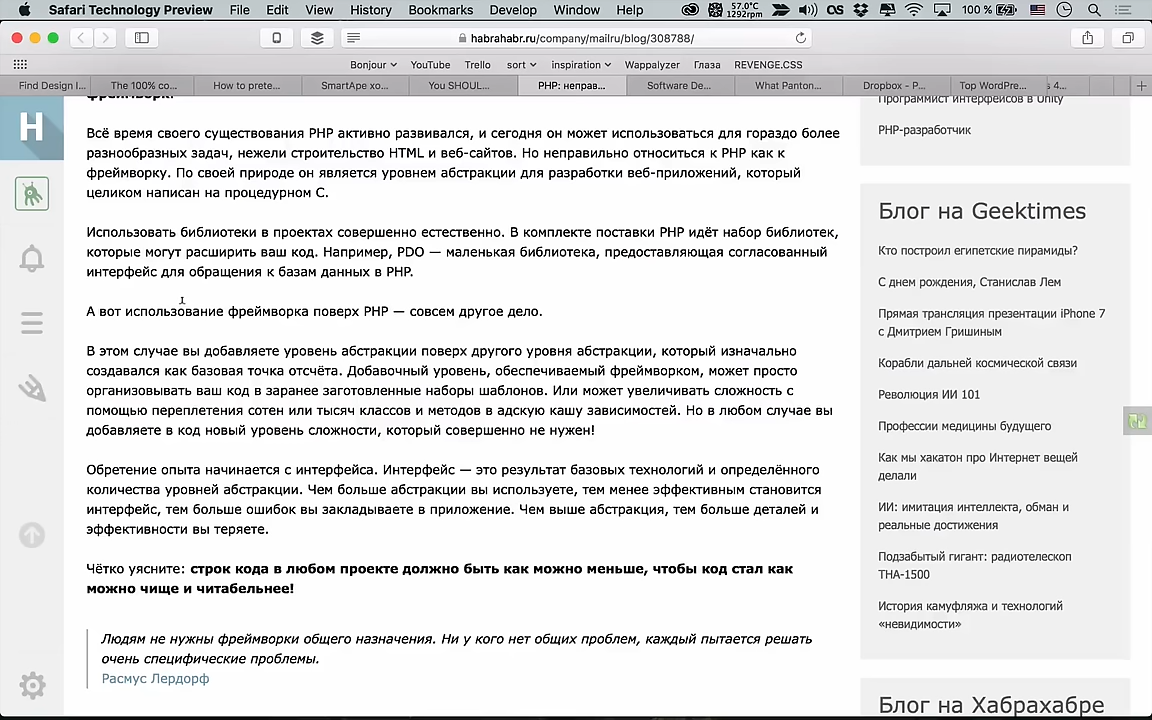 Safari Technology Preview File Edit View History Bookmarks Develop Window Help 57.0°C 1292rpm 100 %
habrahabr.ru/company/mailru/blog/308788/
Bonjour YouTube Trello sort inspiration Wappalyzer Глаза REVENGE.CSS
Find Design I... The 100% co... How to prete... SmartApe хо... You SHOUL... PHP: неправ... Software De... What Panton... Dropbox - P... Top WordPre... s 4...
фреймворк.
Всё время своего существования PHP активно развивался, и сегодня он может использоваться для гораздо более
разнообразных задач, нежели строительство HTML и веб-сайтов. Но неправильно относиться к PHP как к
фреймворку. По своей природе он является уровнем абстракции для разработки веб-приложений, который
целиком написан на процедурном С.
Использовать библиотеки в проектах совершенно естественно. В комплекте поставки PHP идёт набор библиотек,
которые могут расширить ваш код. Например, PDO — маленькая библиотека, предоставляющая согласованный
интерфейс для обращения к базам данных в PHP.
А вот использование фреймворка поверх PHP — совсем другое дело.
В этом случае вы добавляете уровень абстракции поверх другого уровня абстракции, который изначально
создавался как базовая точка отсчёта. Добавочный уровень, обеспечиваемый фреймворком, может просто
организовывать ваш код в заранее заготовленные наборы шаблонов. Или может увеличивать сложность с
помощью переплетения сотен или тысяч классов и методов в адскую кашу зависимостей. Но в любом случае вы
добавляете в код новый уровень сложности, который совершенно не нужен!
Обретение опыта начинается с интерфейса. Интерфейс — это результат базовых технологий и определённого
количества уровней абстракции. Чем больше абстракции вы используете, тем менее эффективным становится
интерфейс, тем больше ошибок вы закладываете в приложение. Чем выше абстракция, тем больше деталей и
эффективности вы теряете.
Чётко уясните: строк кода в любом проекте должно быть как можно меньше, чтобы код стал как
можно чище и читабельнее!
Людям не нужны фреймворки общего назначения. Ни у кого нет общих проблем, каждый пытается решать
очень специфические проблемы.
Расмус Лердорф
Программист интерфейсов в Unity
PHP-разработчик
Блог на Geektimes
Кто построил египетские пирамиды?
С днем рождения, Станислав Лем
Прямая трансляция презентации iPhone 7
с Дмитрием Гришиным
Корабли дальней космической связи
Революция ИИ 101
Профессии медицины будущего
Как мы хакатон про Интернет вещей
делали
ИИ: имитация интеллекта, обман и
реальные достижения
Подзабытый гигант: радиотелескоп
ТНА-1500
История камуфляжа и технологий
«невидимости»
Блог на Хабрахабре